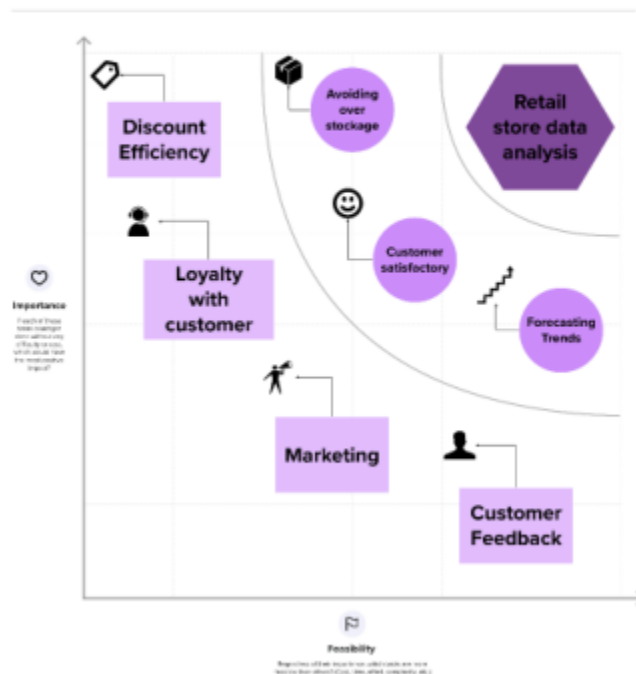 Discount
Efficiency
Avoiding
over
stockage
Retail
store data
analysis
Loyalty
with
customer
Customer
satisfactory
Importance
Forecasting
Trends
Marketing
Customer
Feedback
Feasibility